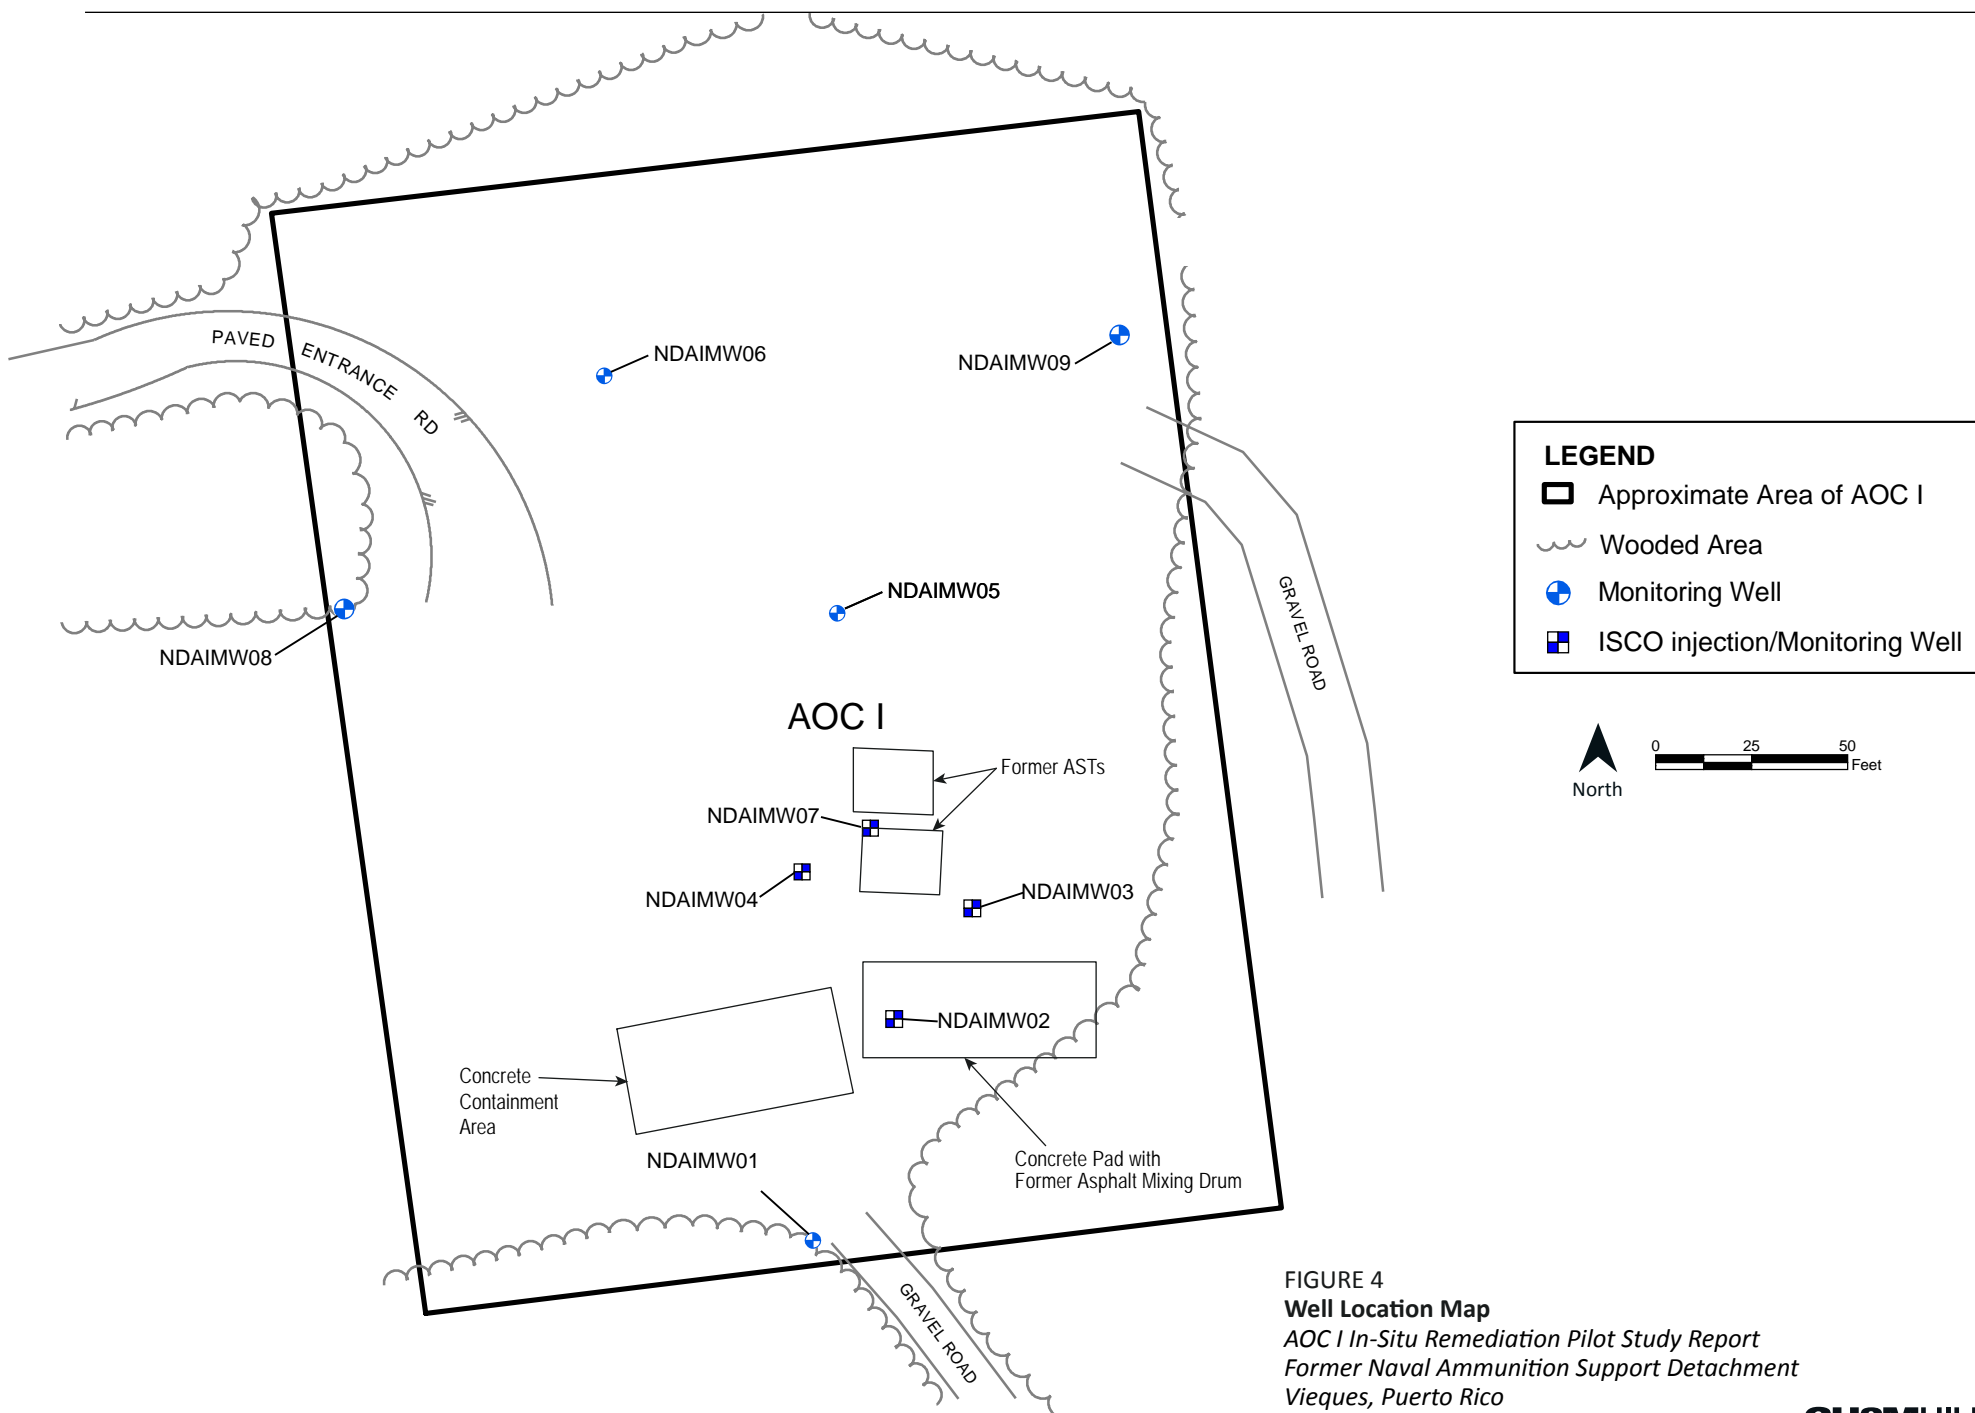 PAVED ENTRANCE RD
NDAIMW06
NDAIMW09
NDAIMW05
NDAIMW08
GRAVEL ROAD
AOC I
Former ASTs
NDAIMW07
NDAIMW04
NDAIMW03
NDAIMW02
Concrete
Containment
Area
NDAIMW01
Concrete Pad with
Former Asphalt Mixing Drum
GRAVEL ROAD
LEGEND
Approximate Area of AOC I
Wooded Area
Monitoring Well
ISCO injection/Monitoring Well
North
0 25 50
Feet
FIGURE 4
Well Location Map
AOC I In-Situ Remediation Pilot Study Report
Former Naval Ammunition Support Detachment
Vieques, Puerto Rico